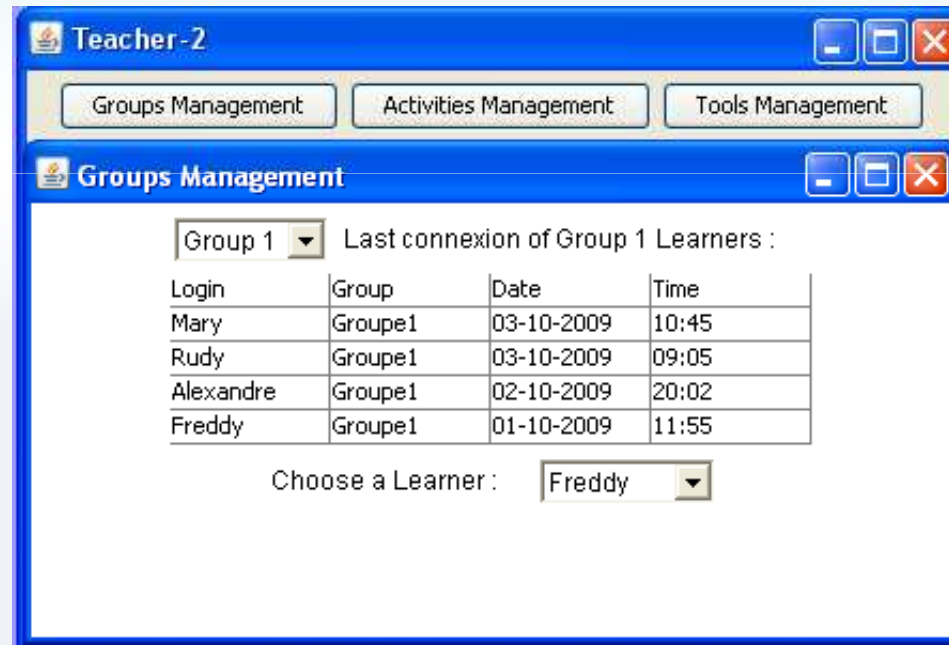 Teacher-2
Groups Management Activities Management Tools Management
Groups Management
Group 1 Last connexion of Group 1 Learners :
Login Group Date Time
Mary Groupe1 03-10-2009 10:45
Rudy Groupe1 03-10-2009 09:05
Alexandre Groupe1 02-10-2009 20:02
Freddy Groupe1 01-10-2009 11:55
Choose a Learner : Freddy